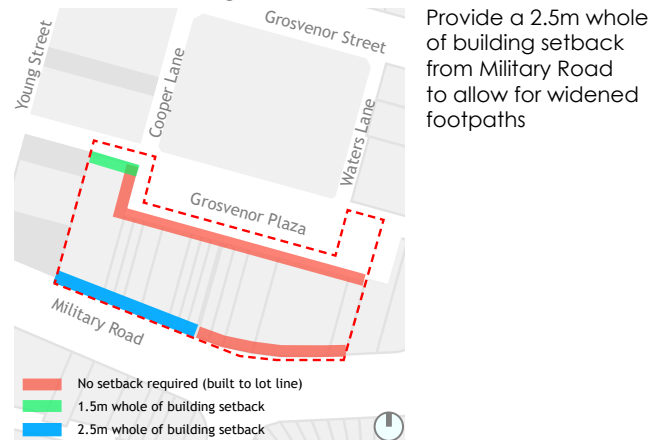 Grosvenor Street
Young Street
Cooper Lane
Waters Lane
Grosvenor Plaza
Military Road
No setback required (built to lot line)
1.5m whole of building setback
2.5m whole of building setback
Provide a 2.5m whole
of building setback
from Military Road
to allow for widened
footpaths